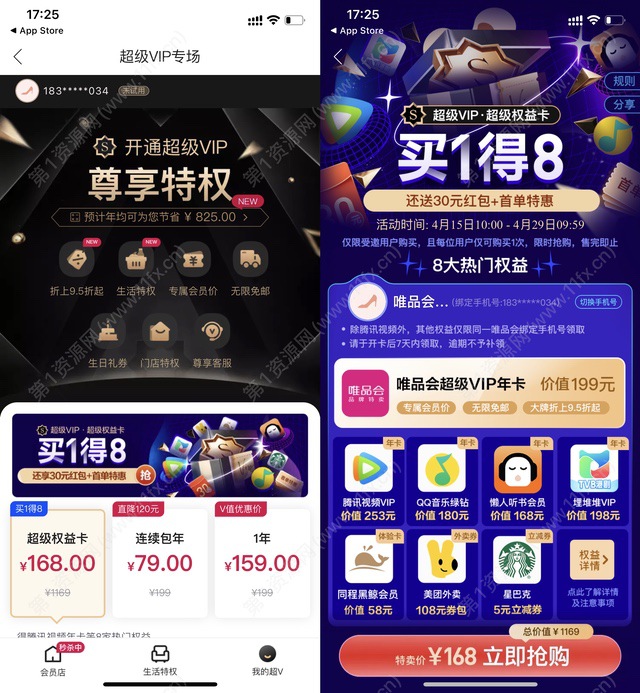 17:25
◀ App Store
超级VIP专场
183*****034 未试用
开通超级VIP
尊享特权
预计年均可为您节省 ¥ 825.00
NEW
NEW
NEW
折上9.5折起
生活特权
专属会员价
无限免邮
生日礼券
门店特权
尊享客服
超级VIP · 超级权益卡
买1得8
还享30元红包+首单特惠
抢
买1得8
超级权益卡
¥168.00
¥1169
直降120元
连续包年
¥79.00
¥199
V值优惠价
1年
¥159.00
¥199
得腾讯视频年卡等8家热门权益
秒杀中
会员店
生活特权
我的超V
17:25
◀ App Store
规则
分享
超级VIP · 超级权益卡
买1得8
还送30元红包+首单特惠
首单
活动时间: 4月15日10:00 - 4月29日09:59
仅限受邀用户购买，且每位用户仅可购买1次，限时抢购，售完即止
8大热门权益
唯品会... (绑定手机号:183*****034)
切换手机号
• 除腾讯视频外，其他权益仅限同一唯品会绑定手机号领取
• 请于开卡后7天内领取，逾期不予补领
唯品会
品牌特卖
唯品会超级VIP年卡
价值199元
专属会员价
无限免邮
大牌折上9.5折起
年卡
腾讯视频VIP
价值 253元
年卡
QQ音乐绿钻
价值 180元
年卡
懒人听书会员
价值 168元
年卡
TVB港剧
埋堆堆VIP
价值 198元
体验卡
同程黑鲸会员
价值 58元
外卖券
美团外卖
108元券包
立减券
星巴克
5元立减券
权益
详情
点此了解详情
及注意事项
总价值 ¥1169
特卖价 ¥168 立即抢购
第1资源网(www.11fx.cn)